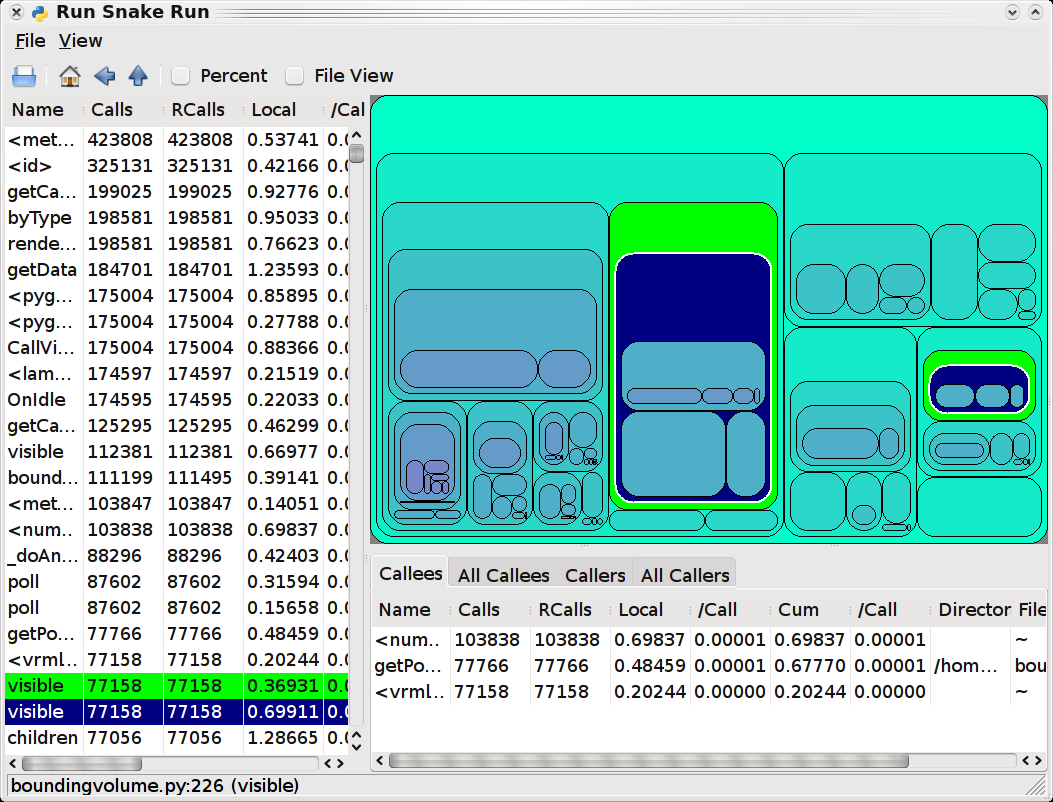 Run Snake Run
File View
Percent File View
Name Calls RCalls Local /Cal
<met... 423808 423808 0.53741 0.0
<id> 325131 325131 0.42166 0.0
getCa... 199025 199025 0.92776 0.0
byType 198581 198581 0.95033 0.0
rende... 198581 198581 0.76623 0.0
getData 184701 184701 1.23593 0.0
<pyg... 175004 175004 0.85895 0.0
<pyg... 175004 175004 0.27788 0.0
CallVi... 175004 175004 0.88366 0.0
<lam... 174597 174597 0.21519 0.0
OnIdle 174595 174595 0.22033 0.0
getCa... 125295 125295 0.46299 0.0
visible 112381 112381 0.66977 0.0
bound... 111199 111495 0.39141 0.0
<met... 103847 103847 0.14051 0.0
<num... 103838 103838 0.69837 0.0
_doAn... 88296 88296 0.42403 0.0
poll 87602 87602 0.31594 0.0
poll 87602 87602 0.15658 0.0
getPo... 77766 77766 0.48459 0.0
<vrml... 77158 77158 0.20244 0.0
visible 77158 77158 0.36931 0.0
visible 77158 77158 0.69911 0.0
children 77056 77056 1.28665 0.0
Callees All Callees Callers All Callers
Name Calls RCalls Local /Call Cum /Call Director File
<num... 103838 103838 0.69837 0.00001 0.69837 0.00001 ~
getPo... 77766 77766 0.48459 0.00001 0.67770 0.00001 /hom... bou
<vrml... 77158 77158 0.20244 0.00000 0.20244 0.00000 ~
boundingvolume.py:226 (visible)